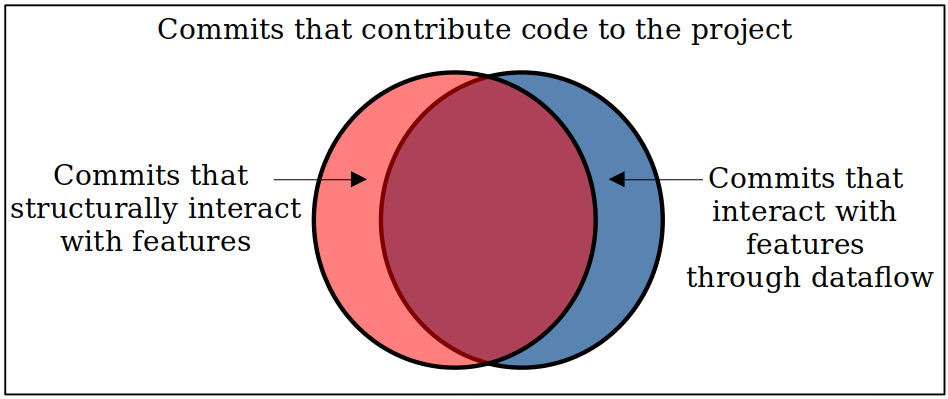 Commits that contribute code to the project
Commits that
structurally interact
with features
Commits that
interact with
features
through dataflow